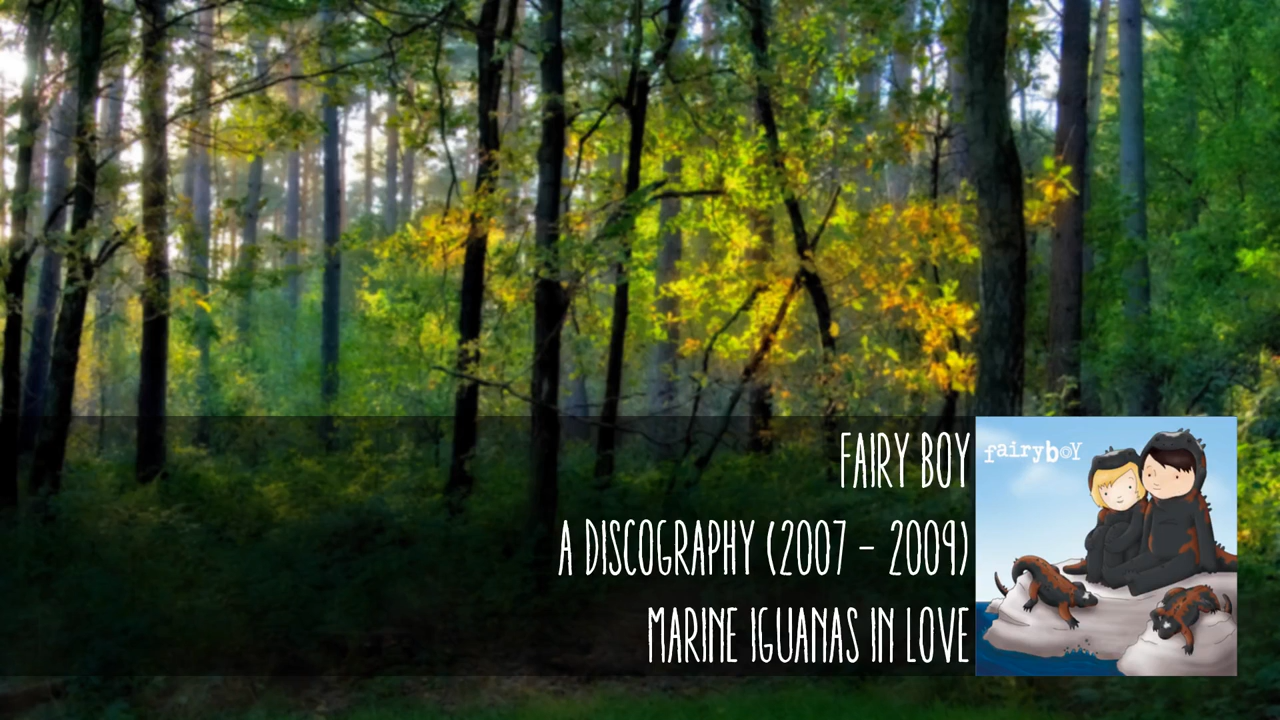 FAIRY BOY
A DISCOGRAPHY (2007 - 2009)
MARINE IGUANAS IN LOVE
fairyboy